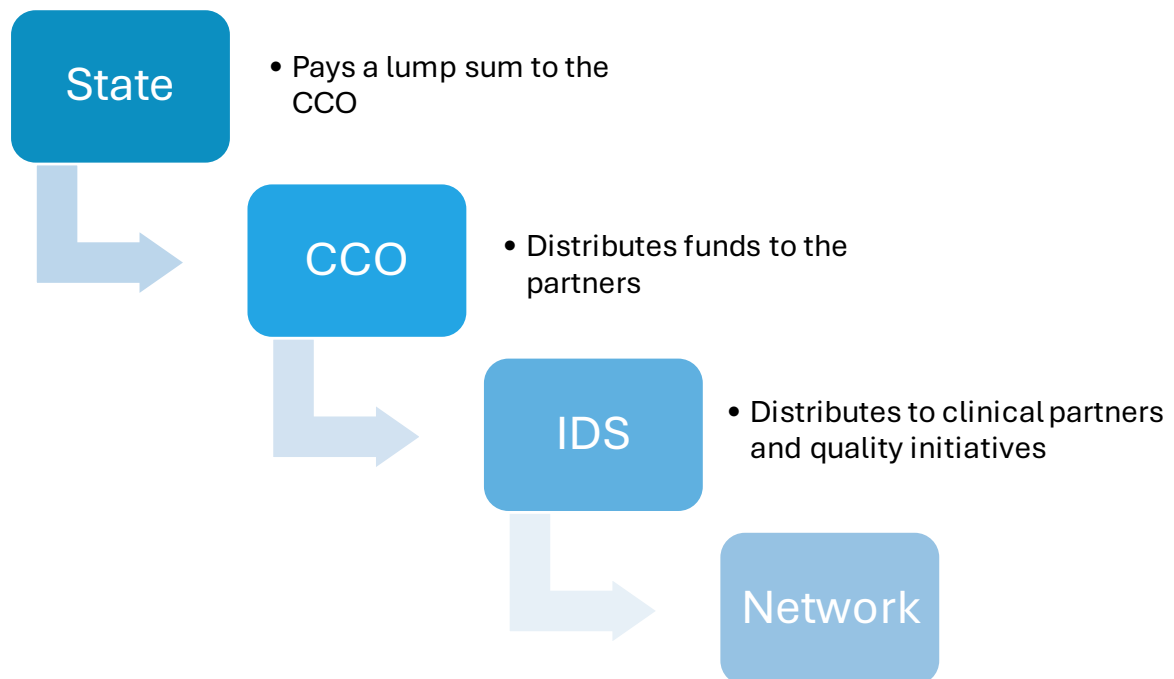 State
• Pays a lump sum to the
CCO
CCO
• Distributes funds to the
partners
IDS
• Distributes to clinical partners
and quality initiatives
Network